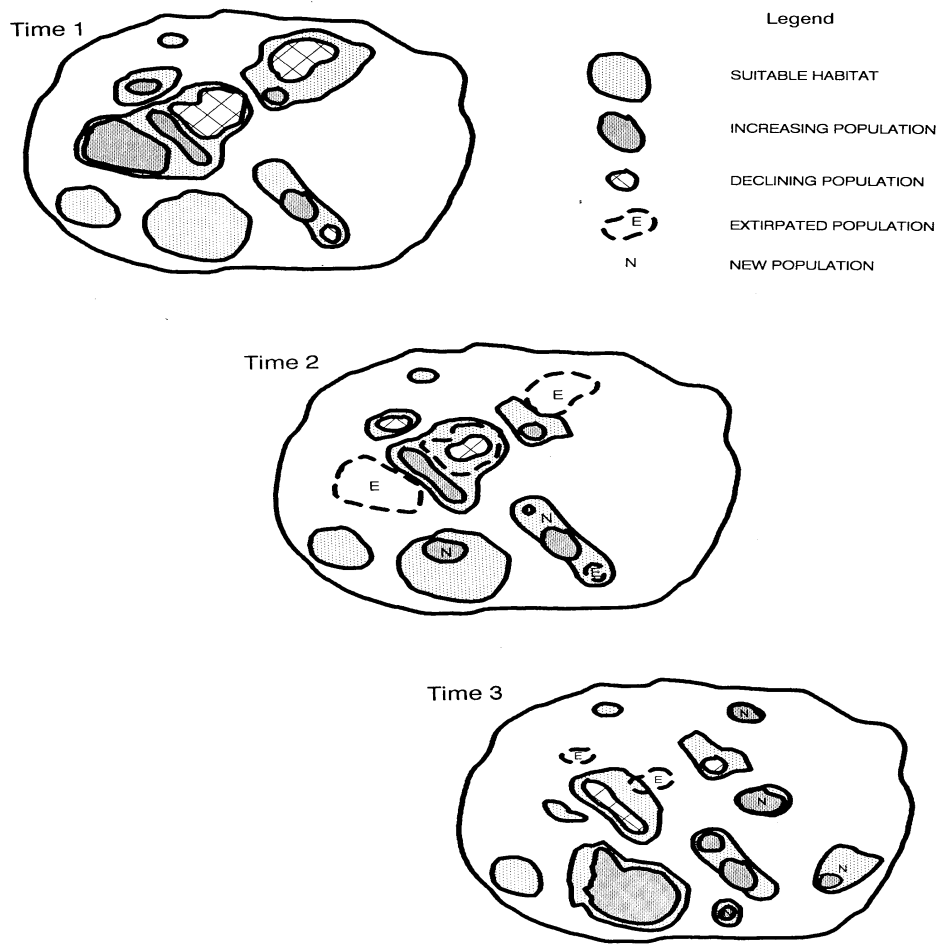 Time 1
Legend
SUITABLE HABITAT
INCREASING POPULATION
DECLINING POPULATION
E
EXTIRPATED POPULATION
N
NEW POPULATION
Time 2
E
E
N
N
E
Time 3
N
E
E
N
N
N